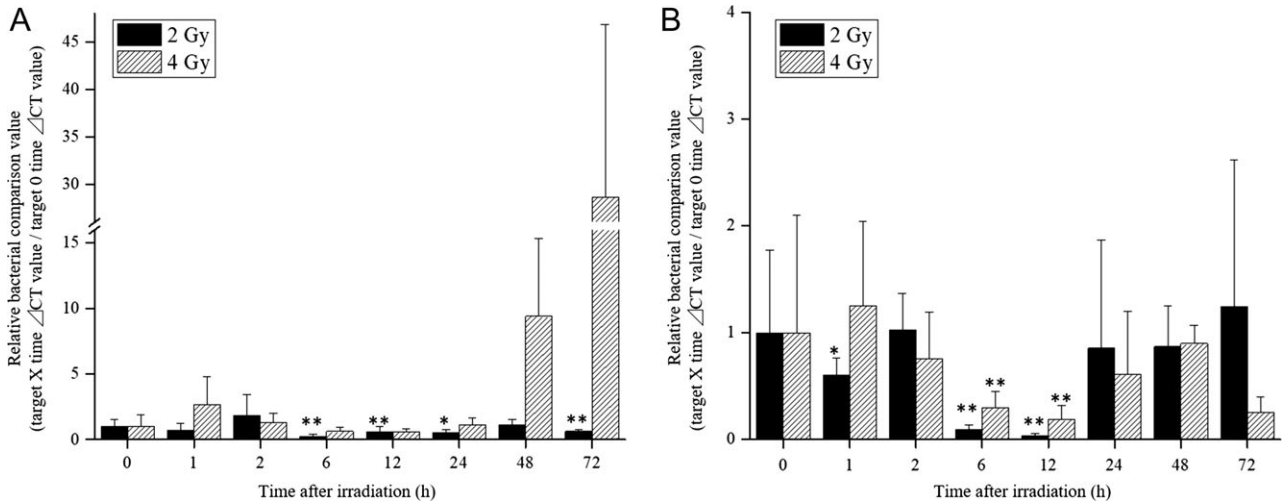 A
Relative bacterial comparison value
(target X time ⊿CT value / target 0 time ⊿CT value)
2 Gy
4 Gy
45
40
35
30
15
10
5
0
**
**
*
**
0 1 2 6 12 24 48 72
Time after irradiation (h)
B
Relative bacterial comparison value
(target X time ⊿CT value / target 0 time ⊿CT value)
2 Gy
4 Gy
4
3
2
1
0
*
**
**
**
**
0 1 2 6 12 24 48 72
Time after irradiation (h)